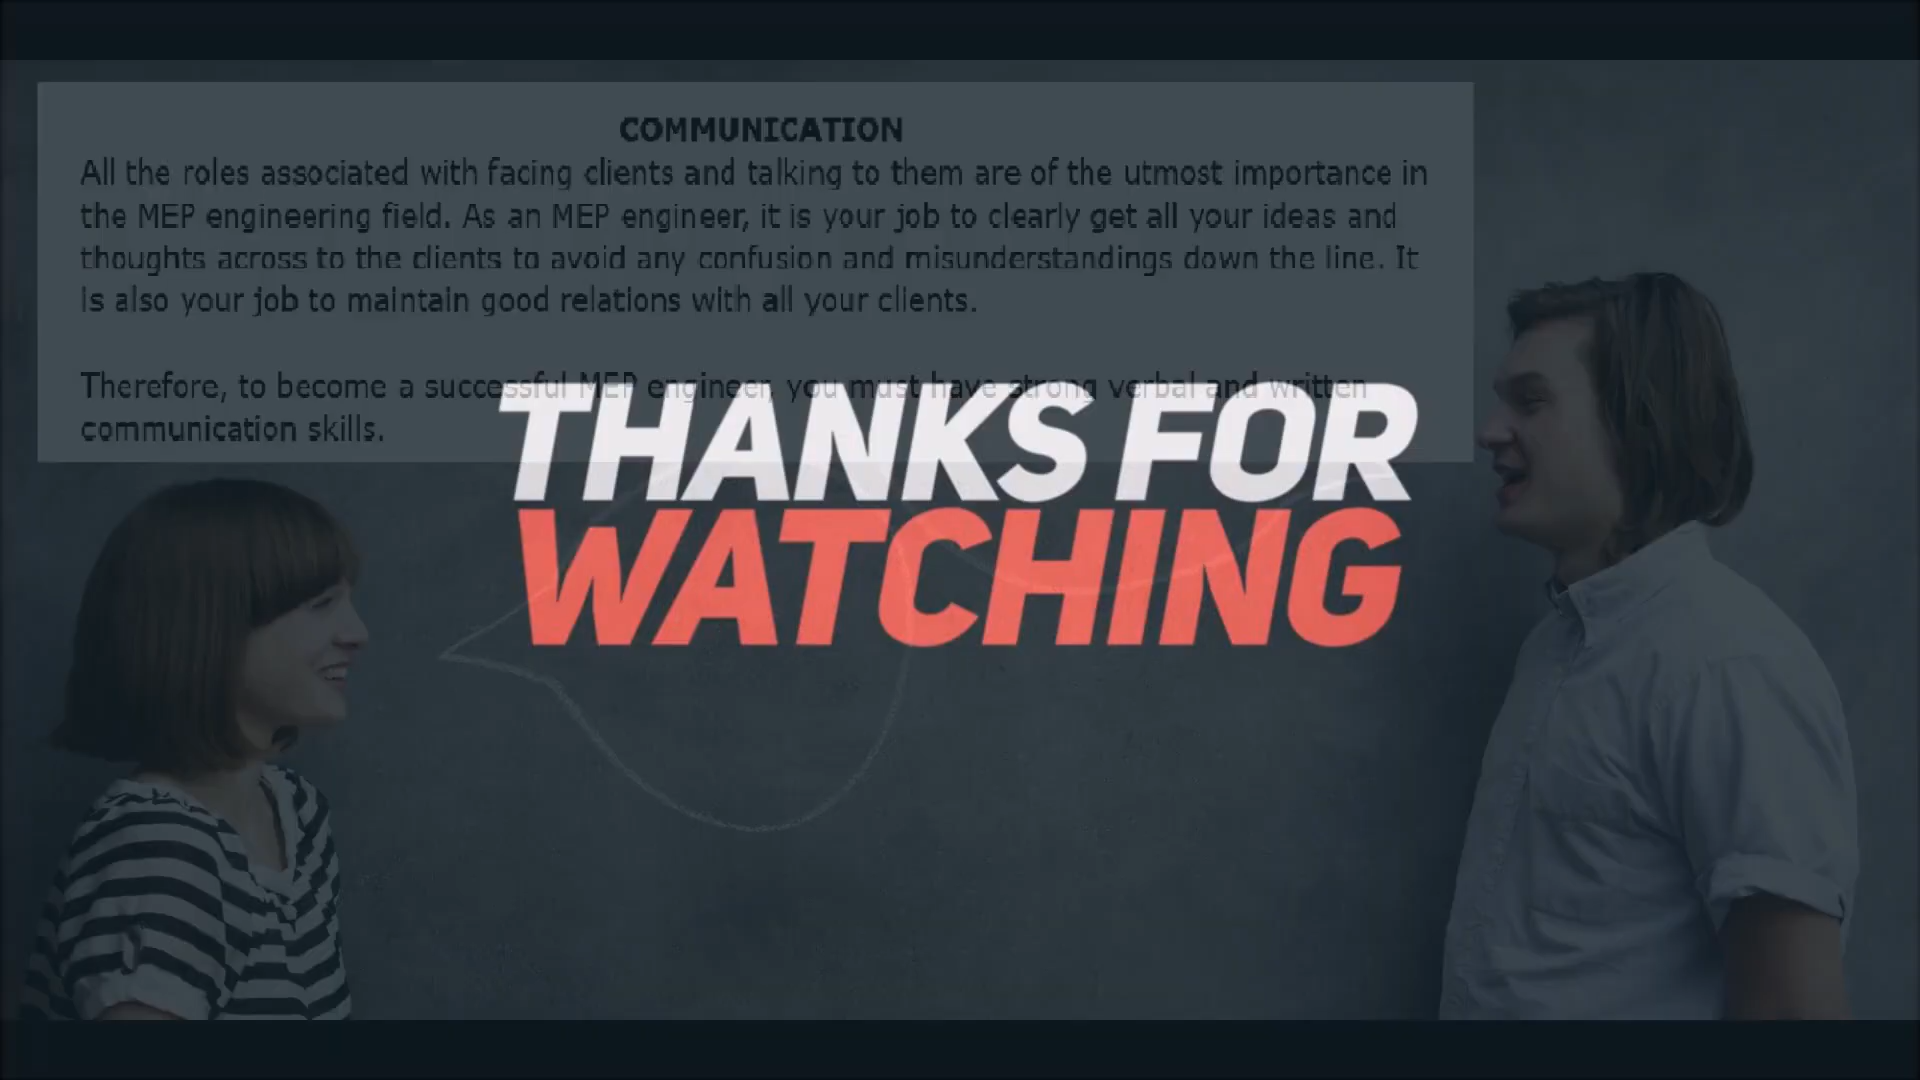 COMMUNICATION
All the roles associated with facing clients and talking to them are of the utmost importance in
the MEP engineering field. As an MEP engineer, it is your job to clearly get all your ideas and
thoughts across to the clients to avoid any confusion and misunderstandings down the line. It
is also your job to maintain good relations with all your clients.
Therefore, to become a successful MEP engineer, you must have strong verbal and written
communication skills.
THANKS FOR
WATCHING